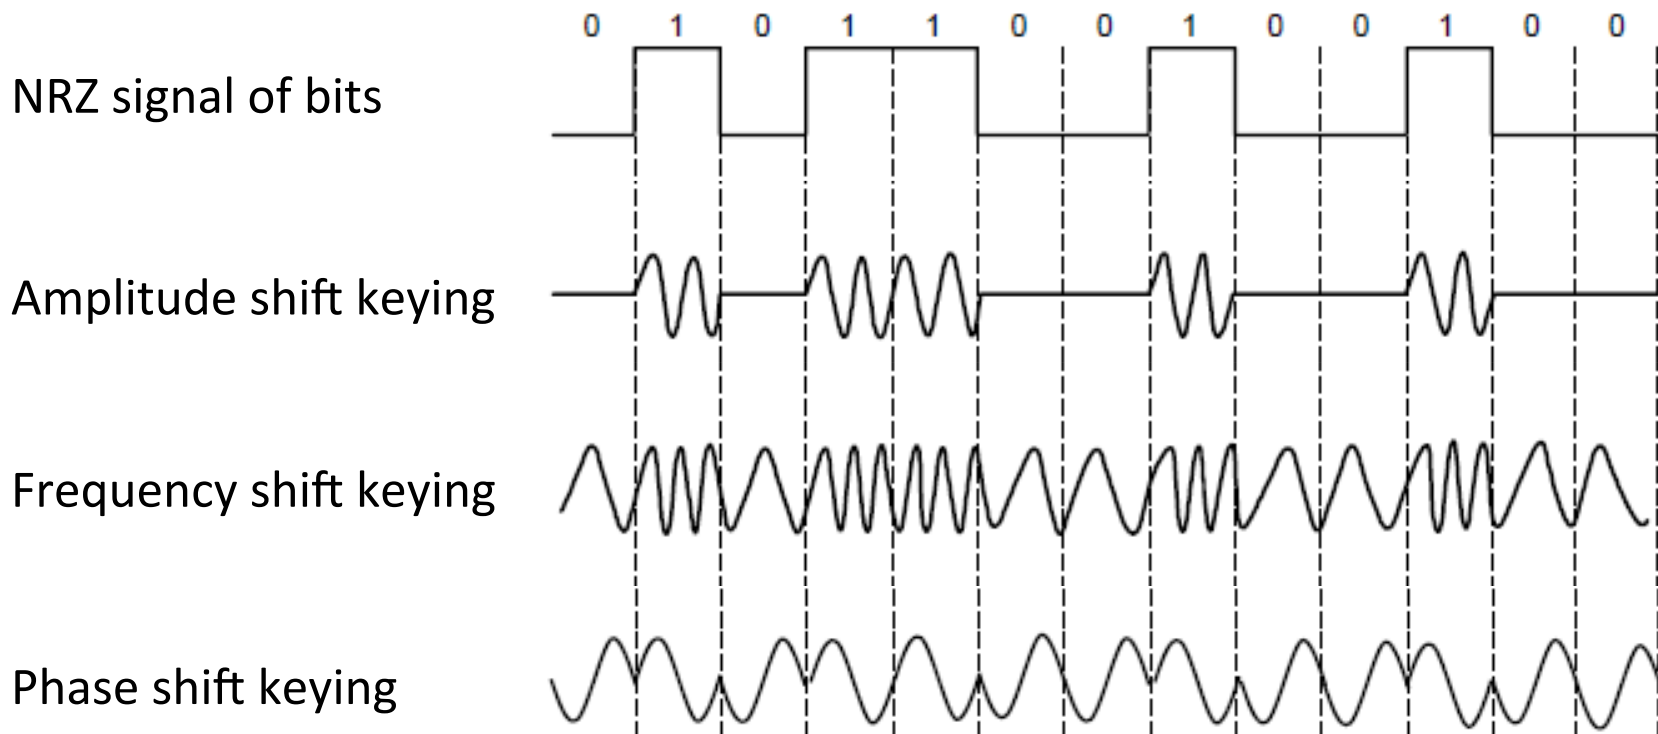 0 1 0 1 1 0 0 1 0 0 1 0 0
NRZ signal of bits
Amplitude shift keying
Frequency shift keying
Phase shift keying